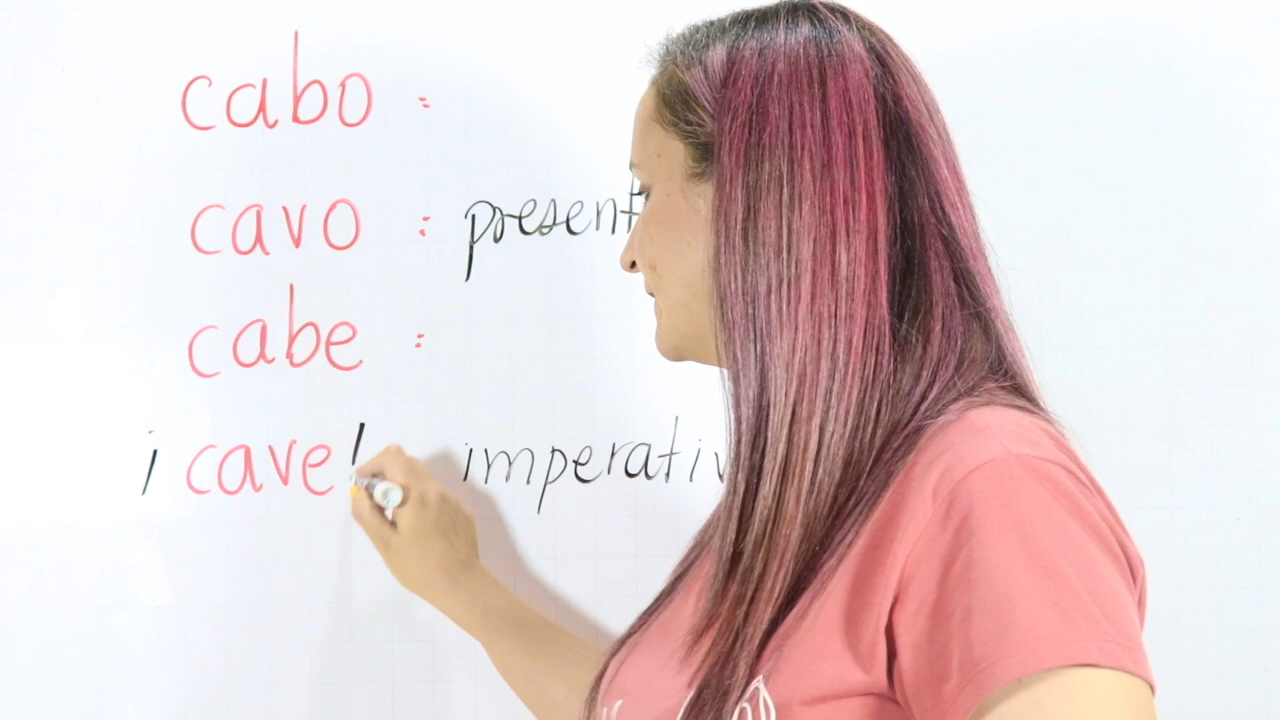 cabo :
cavo : present
cabe :
¡cave! imperativ